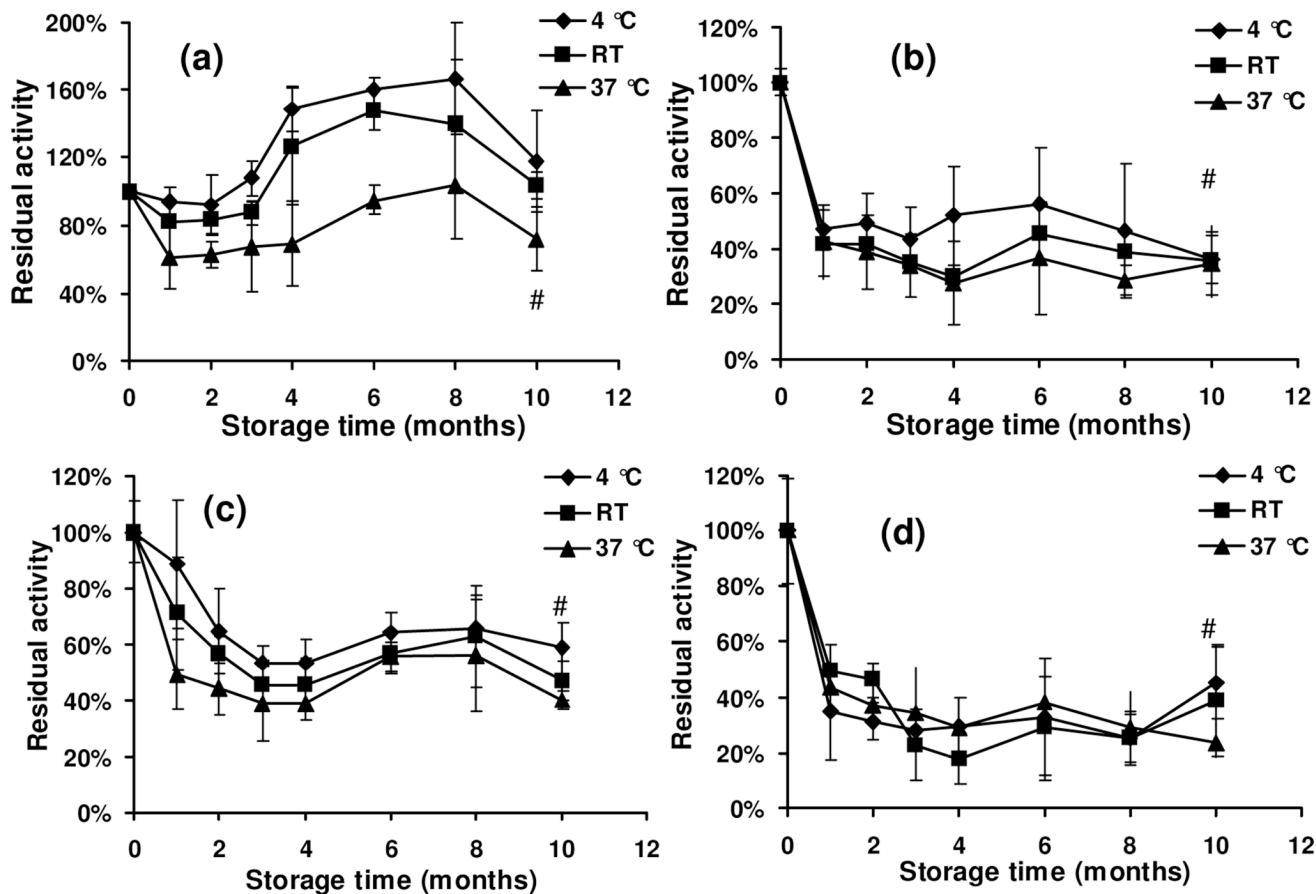 (a)
4 °C
RT
37 °C
200%
160%
120%
80%
40%
0%
Residual activity
#
0 2 4 6 8 10 12
Storage time (months)
(b)
4 °C
RT
37 °C
120%
100%
80%
60%
40%
20%
0%
Residual activity
#
0 2 4 6 8 10 12
Storage time (months)
(c)
4 °C
RT
37 °C
120%
100%
80%
60%
40%
20%
0%
Residual activity
#
0 2 4 6 8 10 12
Storage time (months)
(d)
4 °C
RT
37 °C
120%
100%
80%
60%
40%
20%
0%
Residual activity
#
0 2 4 6 8 10 12
Storage time (months)